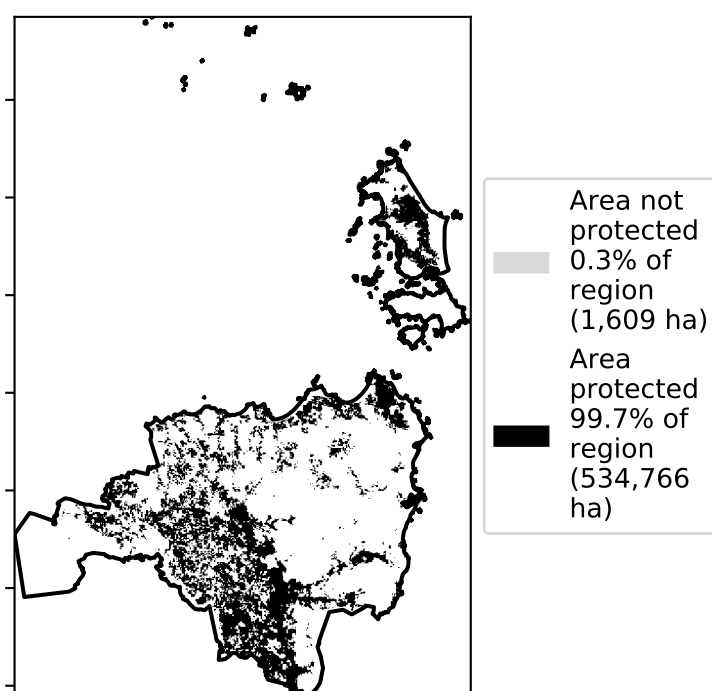 Area not
protected
0.3% of
region
(1,609 ha)
Area
protected
99.7% of
region
(534,766
ha)